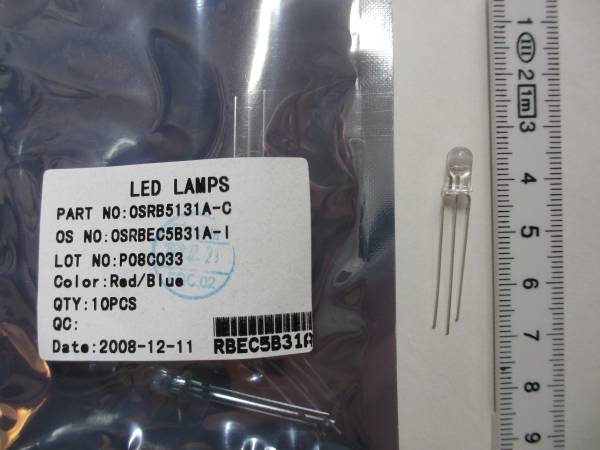 LED LAMPS
PART NO:OSRB5131A-C
OS NO:OSRBEC5B31A-I
LOT NO:P08C033
Color:Red/Blue
QTY:10PCS
QC:
Date:2008-12-11
RBEC5B31A
1
2
1m
3
4
5
6
7
8
9